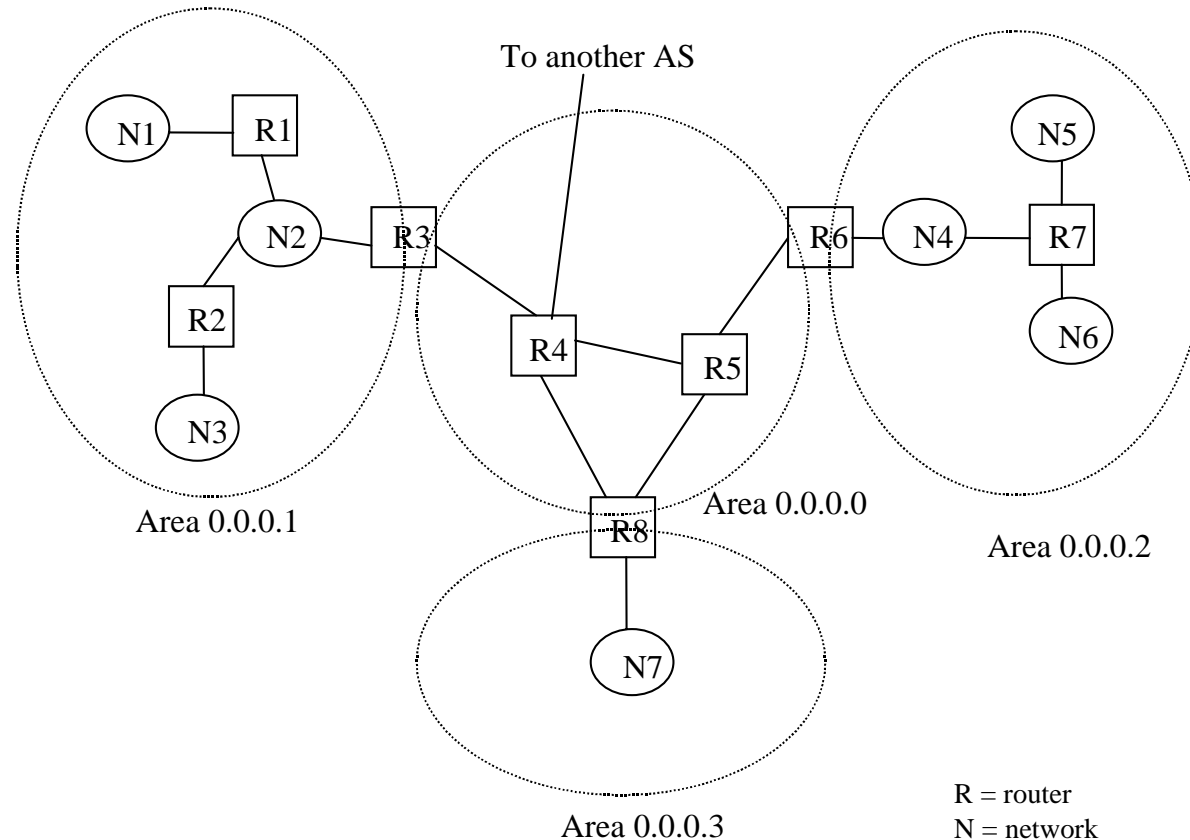 To another AS
N1
R1
N5
N2
R3
R6
N4
R7
R2
R4
R5
N6
N3
Area 0.0.0.1
Area 0.0.0.0
R8
Area 0.0.0.2
N7
R = router
N = network
Area 0.0.0.3